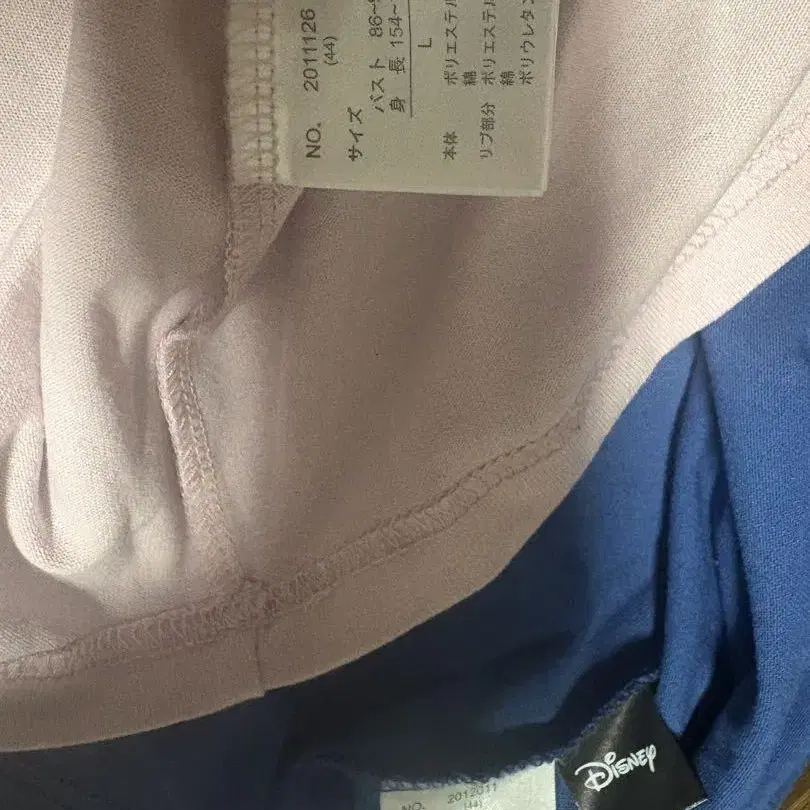 NO. 2011126
(44)
サイズ
バスト 86~
身 長 154~
L
本体 ポリエステル
綿
リブ部分 ポリエステル
綿
ポリウレタン
Disney
NO. 2012011
(44)